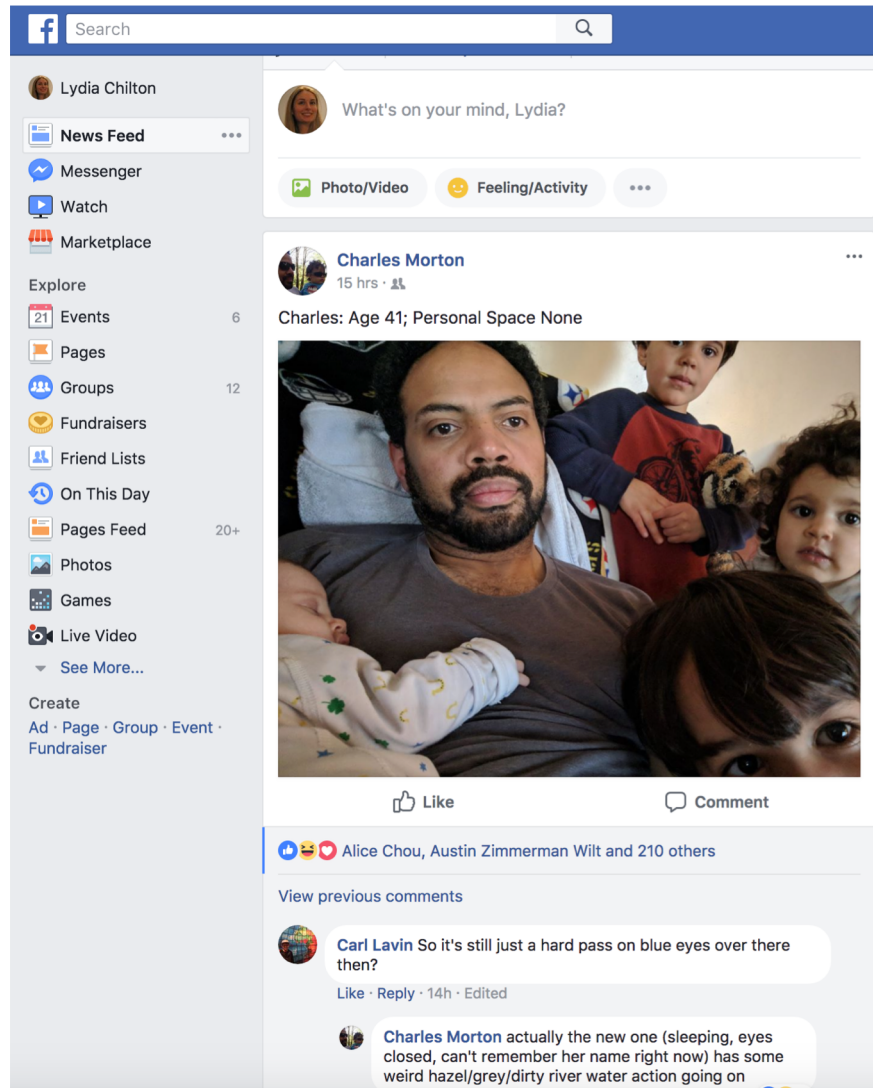 f Search
Lydia Chilton
News Feed
Messenger
Watch
Marketplace
Explore
21 Events 6
Pages
Groups 12
Fundraisers
Friend Lists
On This Day
Pages Feed 20+
Photos
Games
Live Video
See More...
Create
Ad · Page · Group · Event ·
Fundraiser
What's on your mind, Lydia?
Photo/Video Feeling/Activity
Charles Morton
15 hrs ·
Charles: Age 41; Personal Space None
Like Comment
Alice Chou, Austin Zimmerman Wilt and 210 others
View previous comments
Carl Lavin So it's still just a hard pass on blue eyes over there
then?
Like · Reply · 14h · Edited
Charles Morton actually the new one (sleeping, eyes
closed, can't remember her name right now) has some
weird hazel/grey/dirty river water action going on